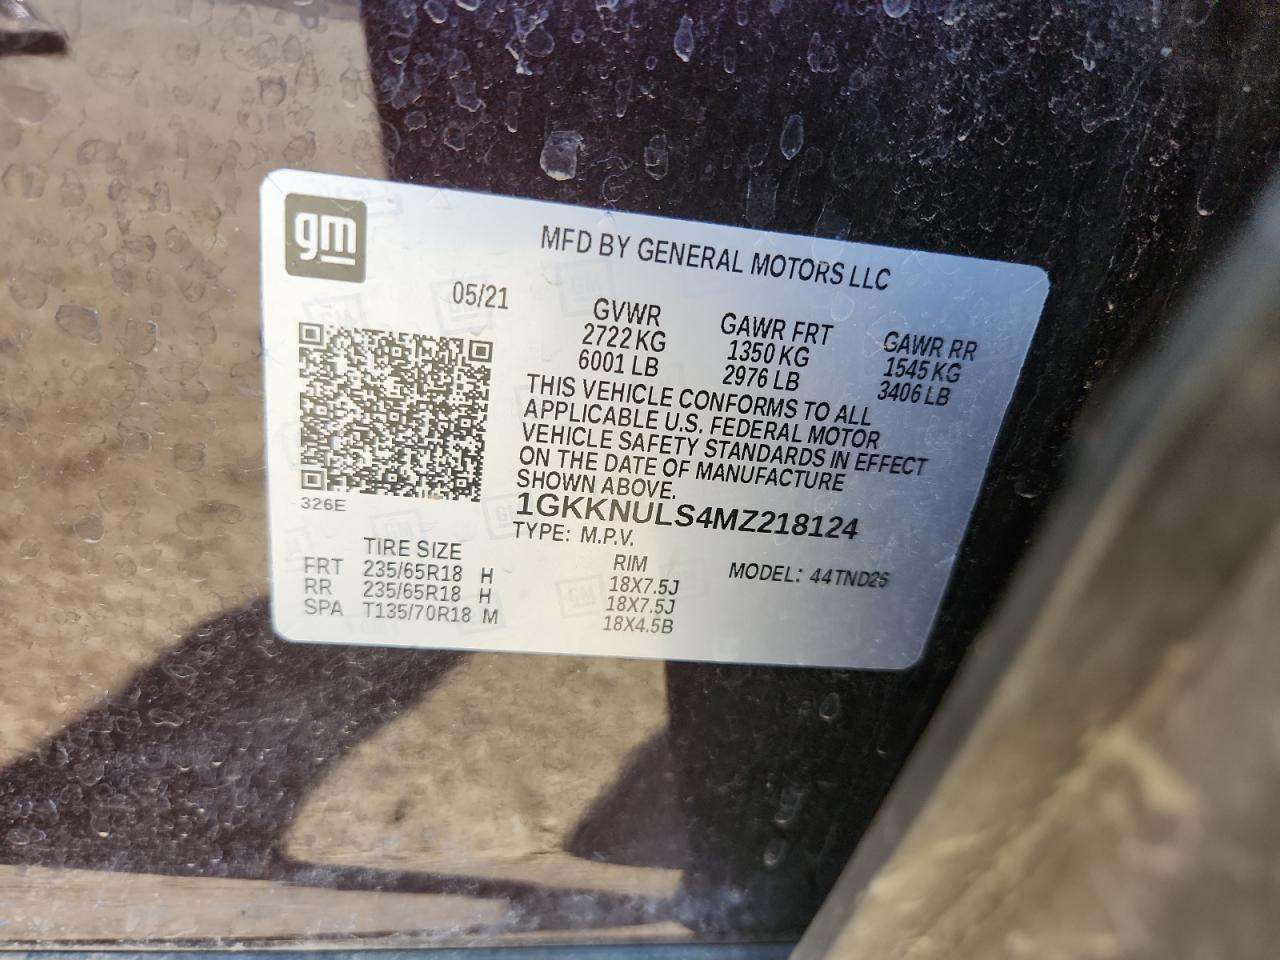 gm
MFD BY GENERAL MOTORS LLC
05/21
GVWR GAWR FRT GAWR RR
2722 KG 1350 KG 1545 KG
6001 LB 2976 LB 3406 LB
THIS VEHICLE CONFORMS TO ALL
APPLICABLE U.S. FEDERAL MOTOR
VEHICLE SAFETY STANDARDS IN EFFECT
ON THE DATE OF MANUFACTURE
SHOWN ABOVE.
326E
1GKKNULS4MZ218124
TYPE: M.P.V. MODEL: 44TND26
TIRE SIZE RIM
FRT 235/65R18 H 18X7.5J
RR 235/65R18 H 18X7.5J
SPA T135/70R18 M 18X4.5B